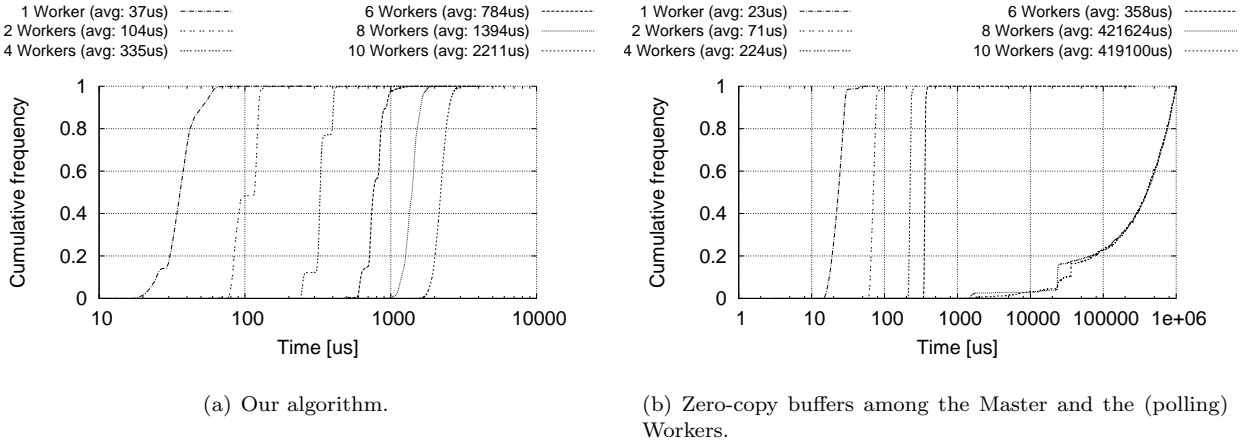 1 Worker (avg: 37us)
2 Workers (avg: 104us)
4 Workers (avg: 335us)
6 Workers (avg: 784us)
8 Workers (avg: 1394us)
10 Workers (avg: 2211us)
Cumulative frequency
1
0.8
0.6
0.4
0.2
0
10
100
1000
10000
Time [us]
(a) Our algorithm.
1 Worker (avg: 23us)
2 Workers (avg: 71us)
4 Workers (avg: 224us)
6 Workers (avg: 358us)
8 Workers (avg: 421624us)
10 Workers (avg: 419100us)
Cumulative frequency
1
0.8
0.6
0.4
0.2
0
1
10
100
1000
10000
100000
1e+06
Time [us]
(b) Zero-copy buffers among the Master and the (polling)
Workers.